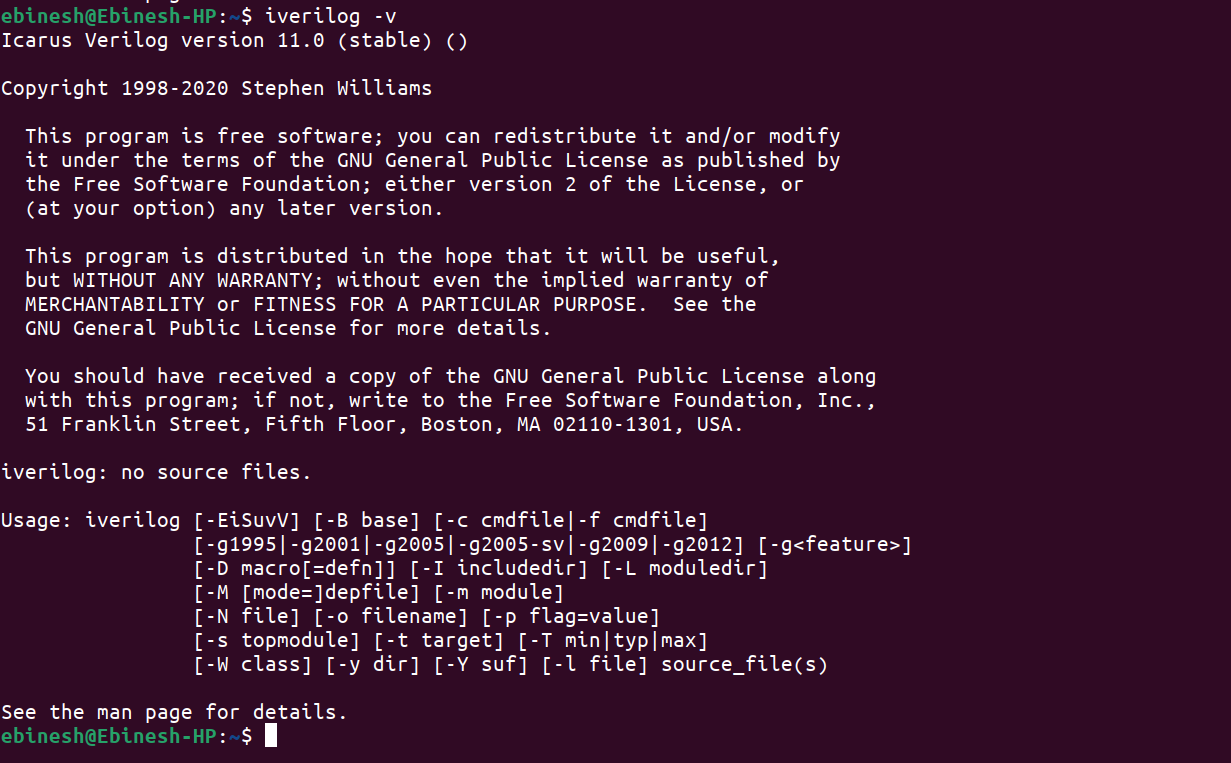 ebinesh@Ebinesh-HP:~$ iverilog -v
Icarus Verilog version 11.0 (stable) ()
Copyright 1998-2020 Stephen Williams
This program is free software; you can redistribute it and/or modify
it under the terms of the GNU General Public License as published by
the Free Software Foundation; either version 2 of the License, or
(at your option) any later version.
This program is distributed in the hope that it will be useful,
but WITHOUT ANY WARRANTY; without even the implied warranty of
MERCHANTABILITY or FITNESS FOR A PARTICULAR PURPOSE.  See the
GNU General Public License for more details.
You should have received a copy of the GNU General Public License along
with this program; if not, write to the Free Software Foundation, Inc.,
51 Franklin Street, Fifth Floor, Boston, MA 02110-1301, USA.
iverilog: no source files.
Usage: iverilog [-EiSuvV] [-B base] [-c cmdfile|-f cmdfile]
[-g1995|-g2001|-g2005|-g2005-sv|-g2009|-g2012] [-g<feature>]
[-D macro[=defn]] [-I includedir] [-L moduledir]
[-M [mode=]depfile] [-m module]
[-N file] [-o filename] [-p flag=value]
[-s topmodule] [-t target] [-T min|typ|max]
[-W class] [-y dir] [-Y suf] [-l file] source_file(s)
See the man page for details.
ebinesh@Ebinesh-HP:~$